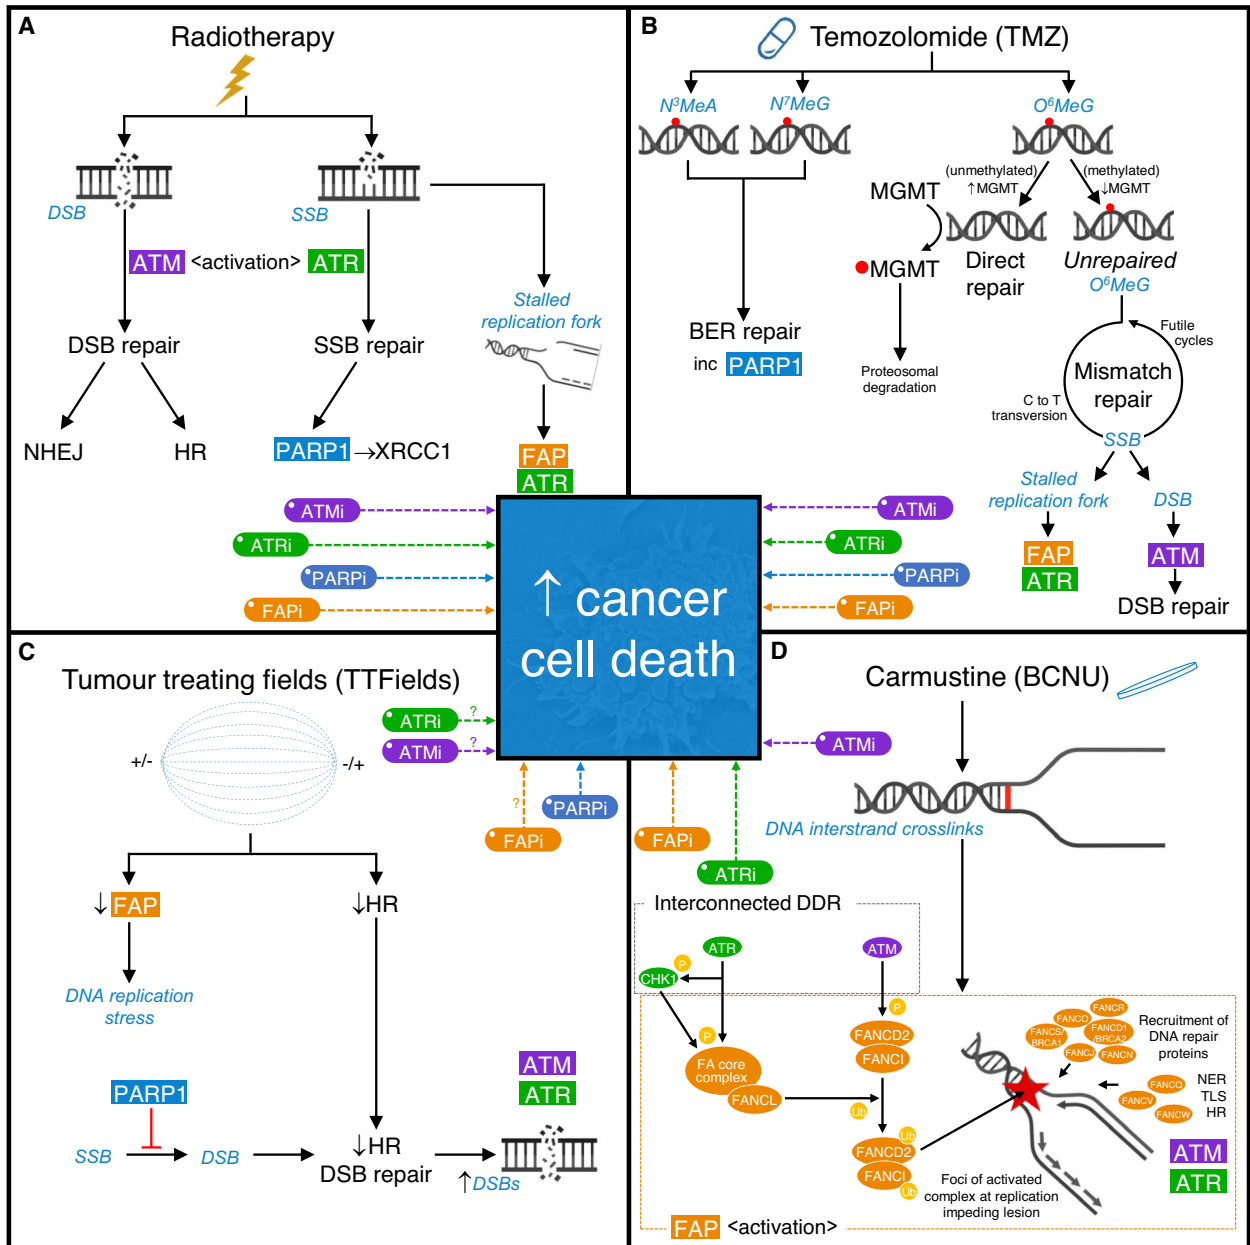 A
Radiotherapy
DSB
SSB
ATM <activation> ATR
DSB repair
SSB repair
Stalled
replication fork
NHEJ
HR
PARP1 →XRCC1
FAP
ATR
ATMi
ATRi
PARPi
FAPi
B
Temozolomide (TMZ)
N³MeA
N⁷MeG
O⁶MeG
(unmethylated)
↑MGMT
(methylated)
↓MGMT
MGMT
MGMT
Direct
repair
Unrepaired
O⁶MeG
BER repair
inc PARP1
Proteosomal
degradation
Futile
cycles
Mismatch
repair
C to T
transversion
SSB
Stalled
replication fork
DSB
FAP
ATR
ATM
DSB repair
ATMi
ATRi
PARPi
FAPi
↑ cancer
cell death
C
Tumour treating fields (TTFields)
+/-
-/+
ATRi
?
ATMi
?
?
PARPi
FAPi
↓FAP
↓HR
DNA replication
stress
PARP1
SSB
DSB
↓HR
DSB repair
↑DSBs
ATM
ATR
D
Carmustine (BCNU)
ATMi
FAPi
ATRi
DNA interstrand crosslinks
Interconnected DDR
ATR
ATM
P
CHK1
P
P
FA core
complex
FANCL
FANCD2
FANCI
Ub
Ub
FANCD2
FANCI
Ub
FANCR
FANCO
FANCS/
BRCA1
FANCD1
/BRCA2
FANCJ
FANCN
Recruitment of
DNA repair
proteins
FANCQ
FANCV
FANCW
NER
TLS
HR
ATM
ATR
Foci of activated
complex at replication
impeding lesion
FAP <activation>